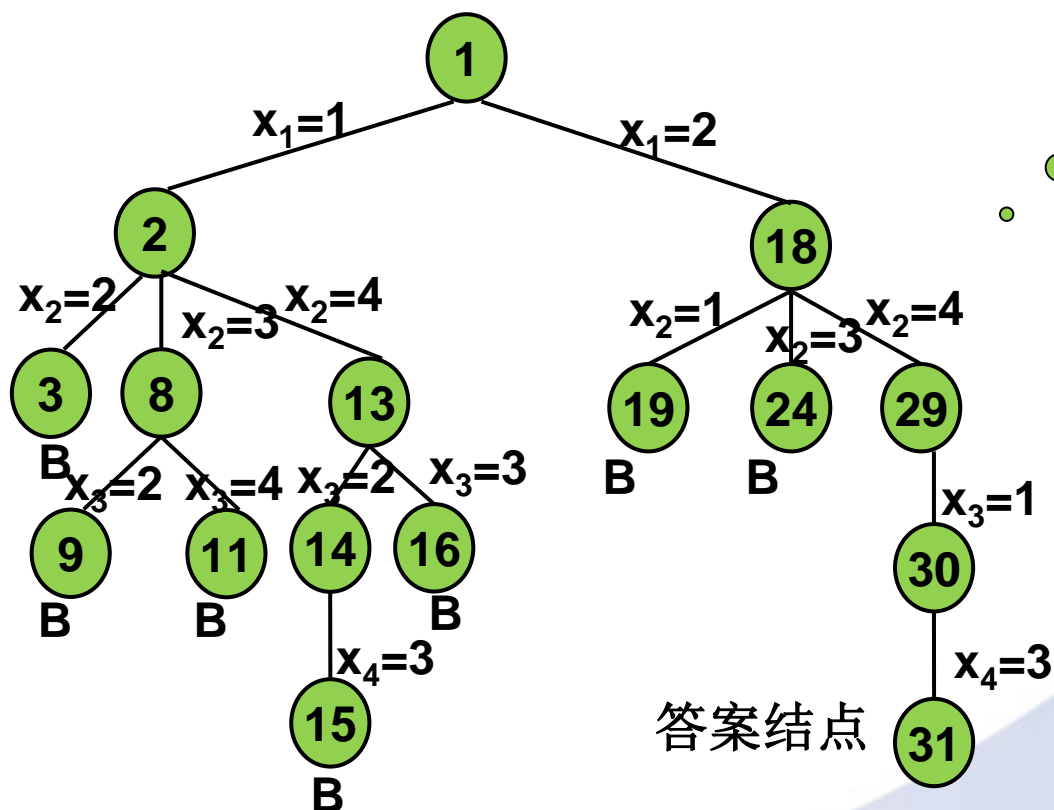 1
x₁=1
x₁=2
2
18
x₂=2
x₂=3
x₂=4
x₂=1
x₂=3
x₂=4
3
8
13
19
24
29
B
B
B
x₃=2
x₃=4
x₃=2
x₃=3
x₃=1
9
11
14
16
30
B
B
B
x₄=3
x₄=3
15
答案结点
31
B